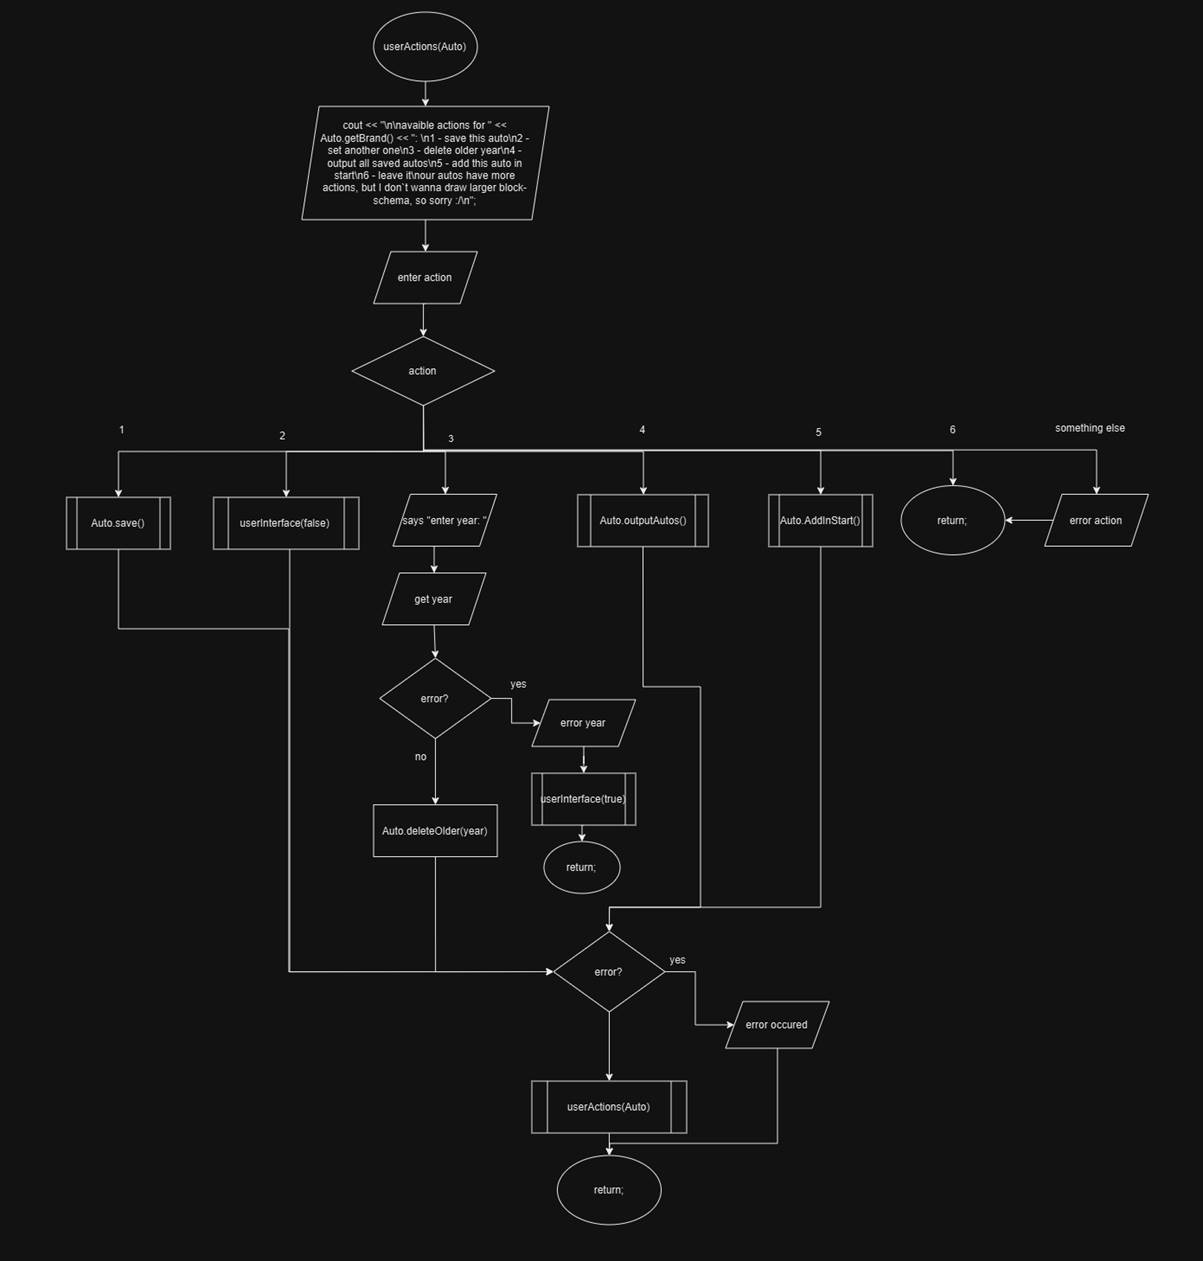 userActions(Auto)
cout << "\n\navaible actions for " <<
Auto.getBrand() << ": \n1 - save this auto\n2 -
set another one\n3 - delete older year\n4 -
output all saved autos\n5 - add this auto in
start\n6 - leave it\nour autos have more
actions, but I don`t wanna draw larger block-
schema, so sorry :/\n";
enter action
action
1
2
3
4
5
6
something else
Auto.save()
userInterface(false)
says "enter year: "
Auto.outputAutos()
Auto.AddInStart()
return;
error action
get year
error?
yes
error year
no
userInterface(true)
Auto.deleteOlder(year)
return;
error?
yes
error occured
userActions(Auto)
return;